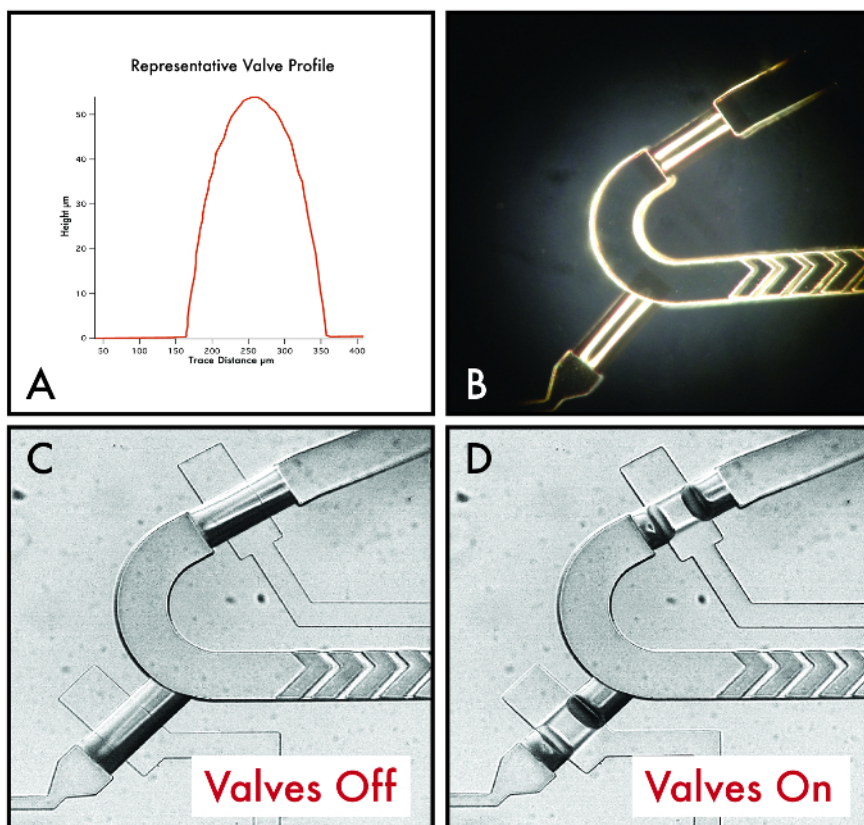 Representative Valve Profile
50
40
30
20
10
0
Height µm
50 100 150 200 250 300 350 400
Trace Distance µm
A
B
C
Valves Off
D
Valves On